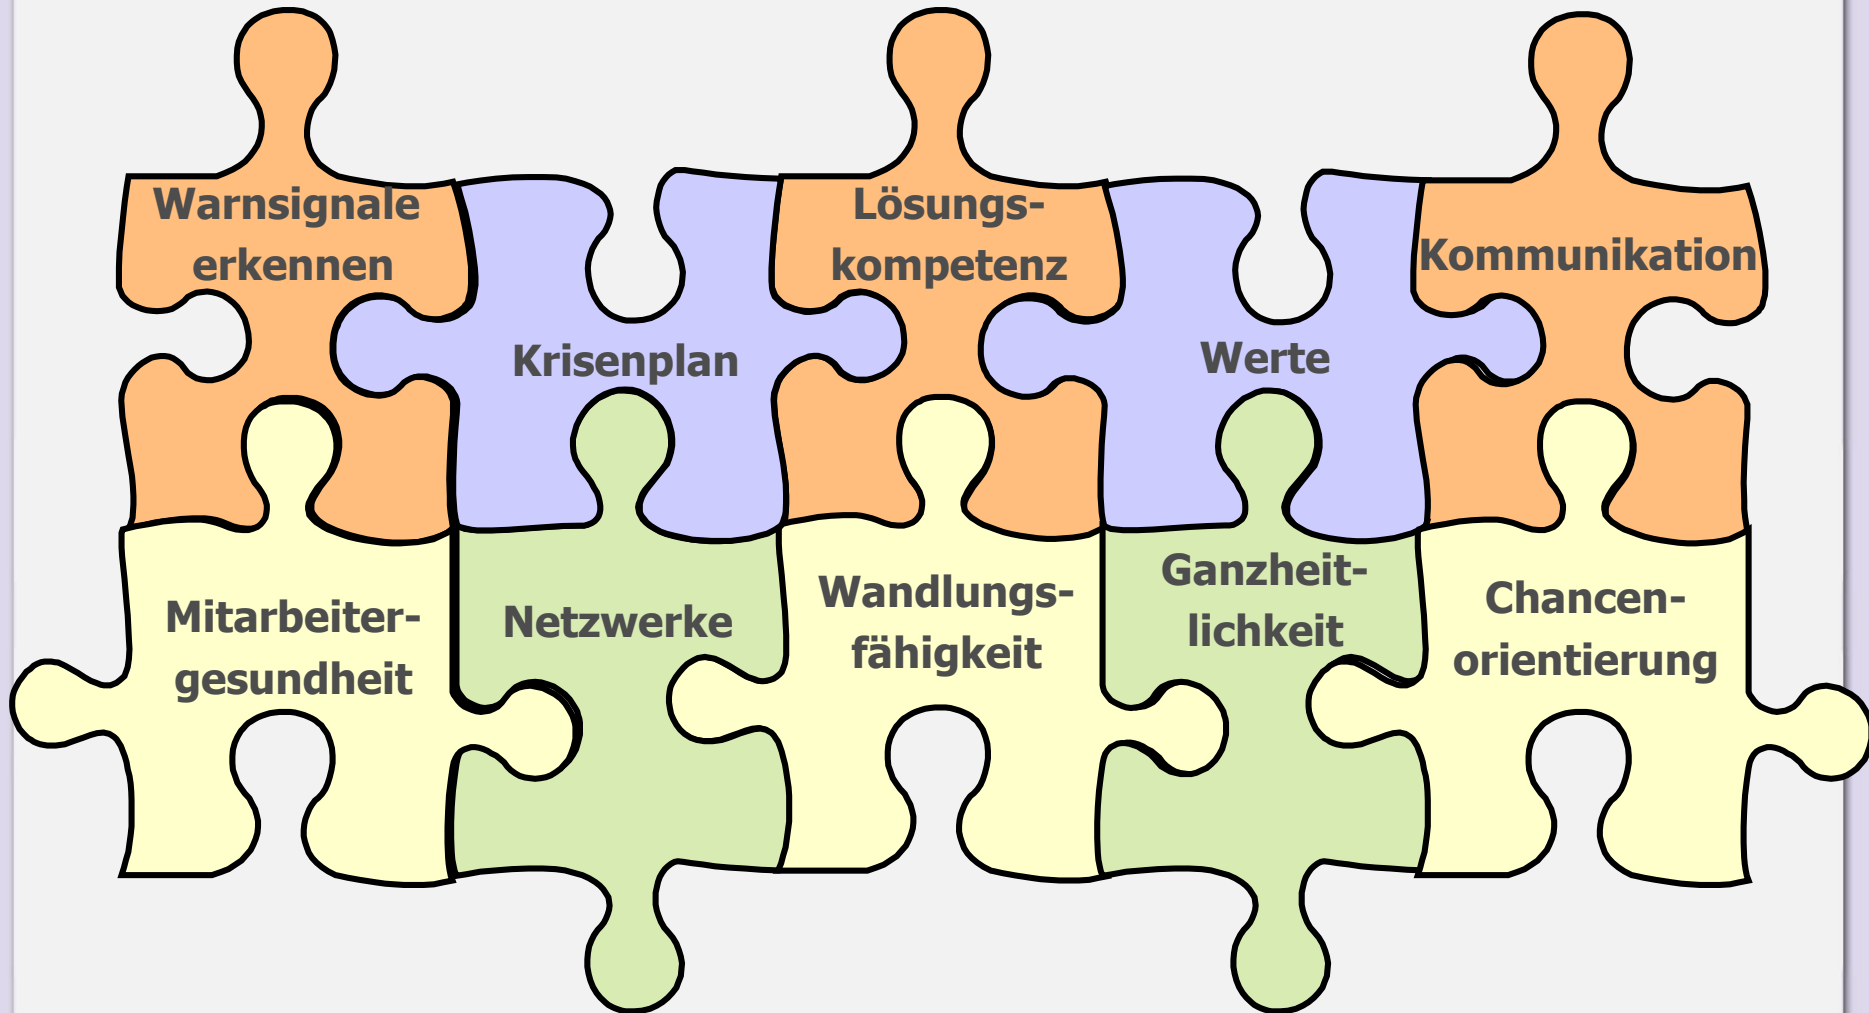 Warnsignale
erkennen
Krisenplan
Lösungs-
kompetenz
Werte
Kommunikation
Mitarbeiter-
gesundheit
Netzwerke
Wandlungs-
fähigkeit
Ganzheit-
lichkeit
Chancen-
orientierung